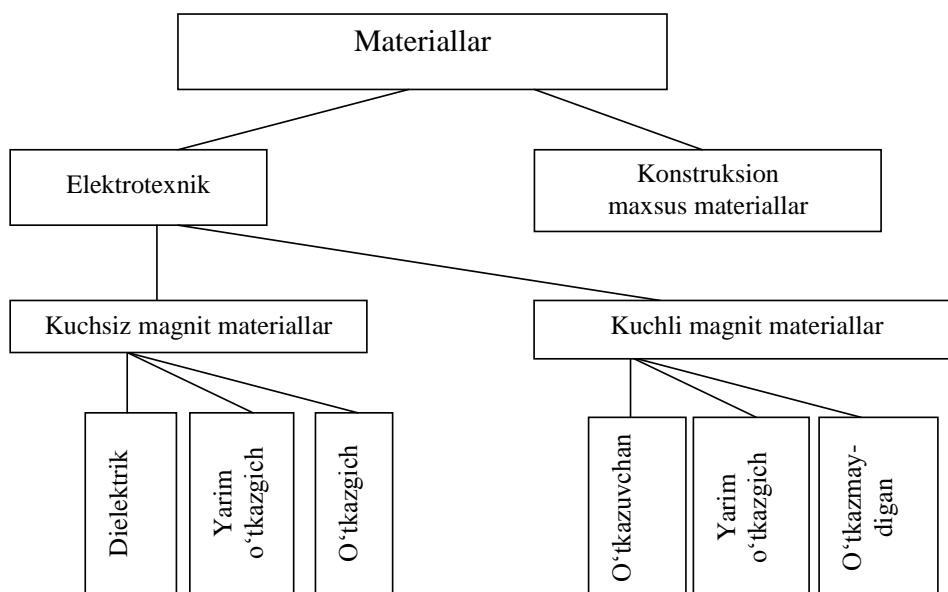 Materiallar
Elektrotexnik
Konstruksion
maxsus materiallar
Kuchsiz magnit materiallar
Kuchli magnit materiallar
Dielektrik
Yarim
o‘tkazgich
O‘tkazgich
O‘tkazuvchan
Yarim
o‘tkazgich
O‘tkazmay-
digan